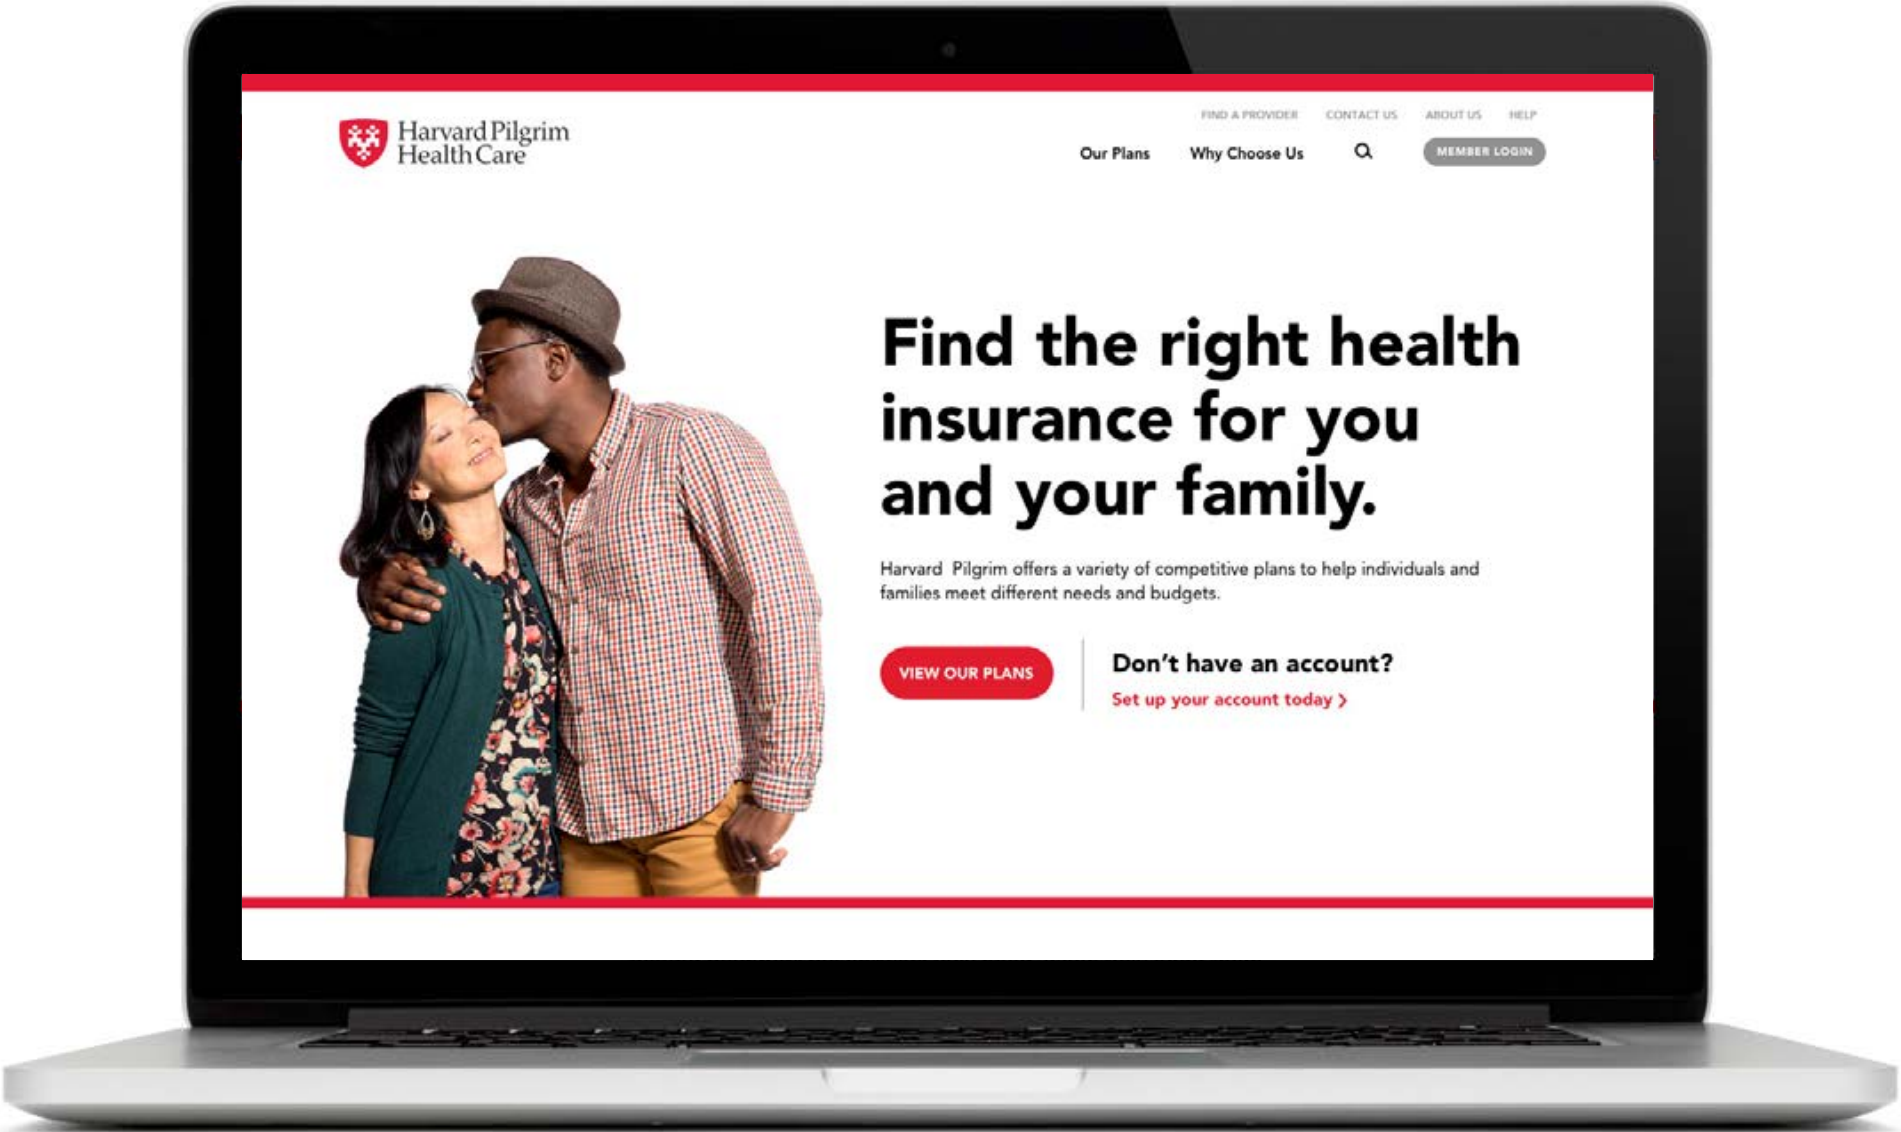 Harvard Pilgrim
Health Care
FIND A PROVIDER
CONTACT US
ABOUT US
HELP
Our Plans
Why Choose Us
MEMBER LOGIN
Find the right health
insurance for you
and your family.
Harvard Pilgrim offers a variety of competitive plans to help individuals and
families meet different needs and budgets.
VIEW OUR PLANS
Don't have an account?
Set up your account today >